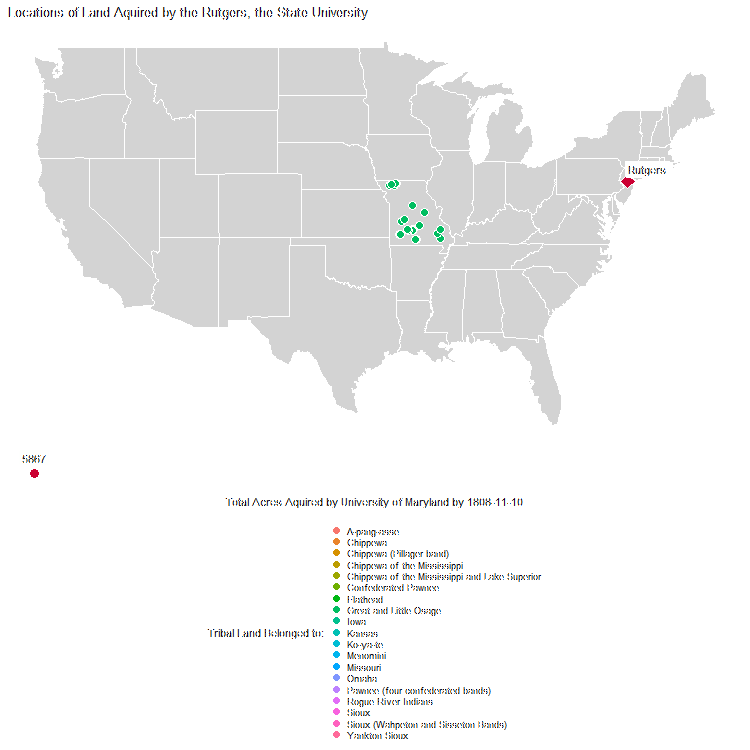 Locations of Land Aquired by the Rutgers, the State University
Rutgers
5867
Total Acres Aquired by University of Maryland by 1808-11-10
Tribal Land Belonged to:
A-pang-asse
Chippewa
Chippewa (Pillager band)
Chippewa of the Mississippi
Chippewa of the Mississippi and Lake Superior
Confederated Pawnee
Flathead
Great and Little Osage
Iowa
Kansas
Ko-ya-te
Menomini
Missouri
Omaha
Pawnee (four confederated bands)
Rogue River Indians
Sioux
Sioux (Wahpeton and Sisseton Bands)
Yankton Sioux